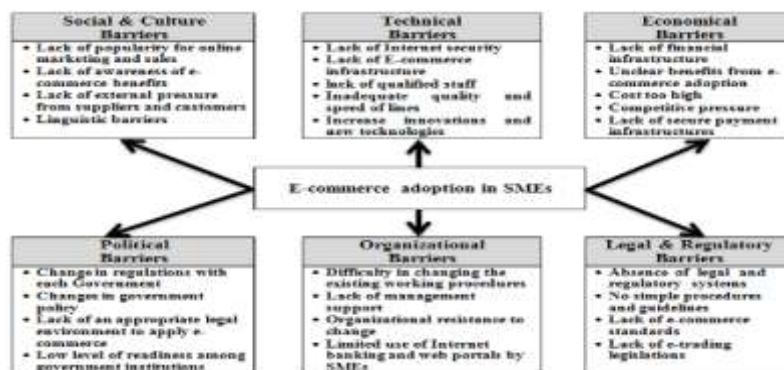 Social & Culture
Barriers
• Lack of popularity for online
marketing and sales
• Lack of awareness of e-
commerce benefits
• Lack of external pressure
from suppliers and customers
• Linguistic barriers
Technical
Barriers
• Lack of Internet security
• Lack of E-commerce
infrastructure
• lack of qualified staff
• Inadequate quality and
speed of lines
• Increase innovations and
new technologies
Economical
Barriers
• Lack of financial
infrastructure
• Unclear benefits from e-
commerce adoption
• Cost too high
• Competitive pressure
• Lack of secure payment
infrastructures
E-commerce adoption in SMEs
Political
Barriers
• Change in regulations with
each Government
• Changes in government
policy
• Lack of an appropriate legal
environment to apply e-
commerce
• Low level of readiness among
government institutions
Organizational
Barriers
• Difficulty in changing the
existing working procedures
• Lack of management
support
• Organizational resistance to
change
• Limited use of Internet
banking and web portals by
SMEs
Legal & Regulatory
Barriers
• Absence of legal and
regulatory systems
• No simple procedures
and guidelines
• Lack of e-commerce
standards
• Lack of e-trading
legislations